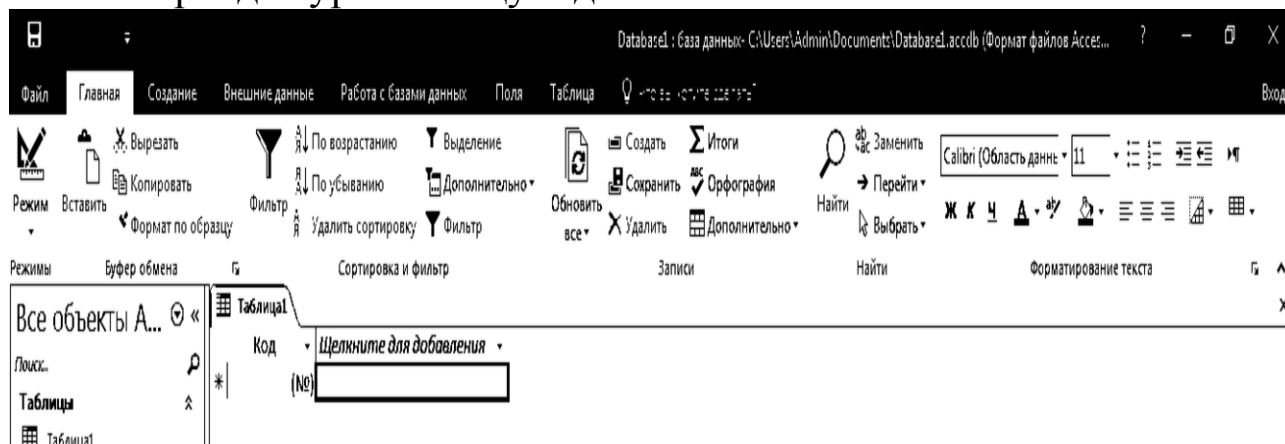 Database1 : база данных- C:\Users\Admin\Documents\Database1.accdb (Формат файлов Acces... ?
Файл Главная Создание Внешние данные Работа с базами данных Поля Таблица Вход
Вырезать По возрастанию Выделение Создать Итоги Заменить Calibri (Область даннь 11
Копировать По убыванию Дополнительно Сохранить Орфография Перейти
Режим Вставить Формат по образцу Фильтр Удалить сортировку Фильтр Обновить все Удалить Дополнительно Найти Выбрать Ж К Ч
Режимы Буфер обмена Сортировка и фильтр Записи Найти Форматирование текста
Все объекты A... « Таблица1
Код Щелкните для добавления
Поиск...
* (№)
Таблицы
Таблица1